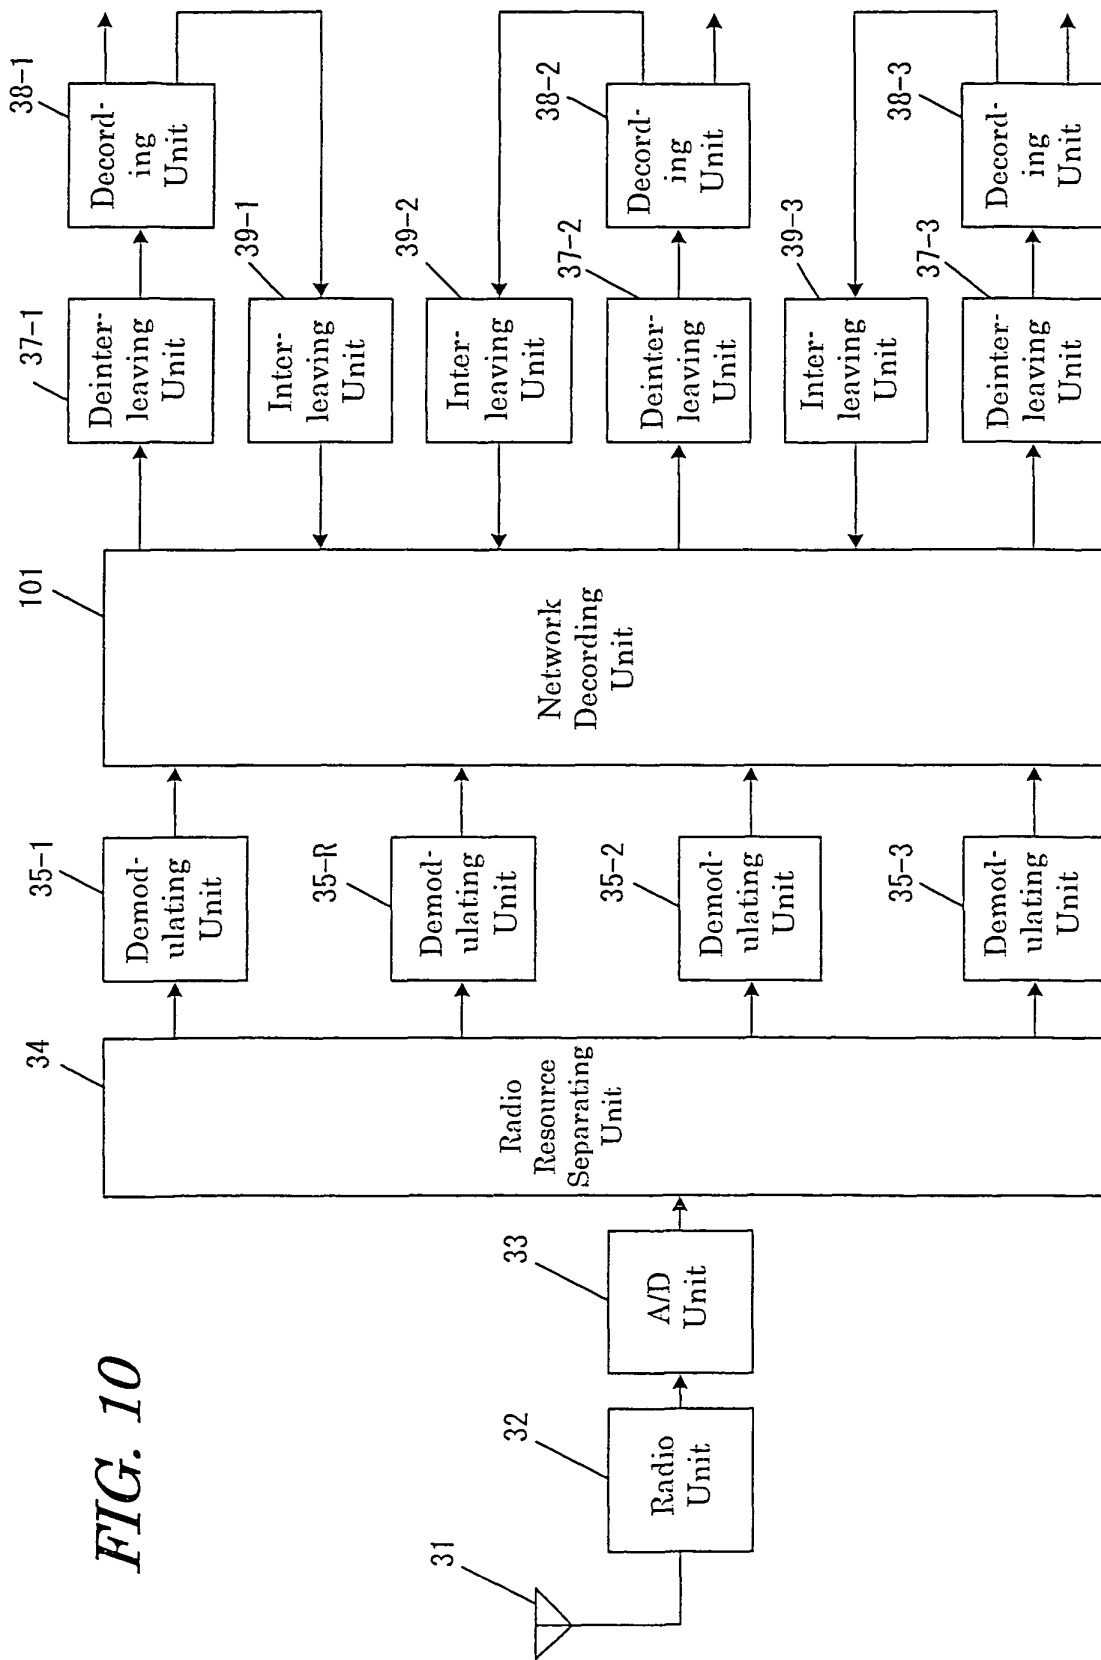 FIG. 10
31
32
Radio
Unit
33
A/D
Unit
34
Radio
Resource
Separating
Unit
35-1
Demod-
ulating
Unit
35-R
Demod-
ulating
Unit
35-2
Demod-
ulating
Unit
35-3
Demod-
ulating
Unit
101
Network
Decording
Unit
37-1
Deinter-
leaving
Unit
39-1
Inter-
leaving
Unit
39-2
Inter-
leaving
Unit
37-2
Deinter-
leaving
Unit
39-3
Inter-
leaving
Unit
37-3
Deinter-
leaving
Unit
38-1
Decord-
ing
Unit
38-2
Decord-
ing
Unit
38-3
Decord-
ing
Unit